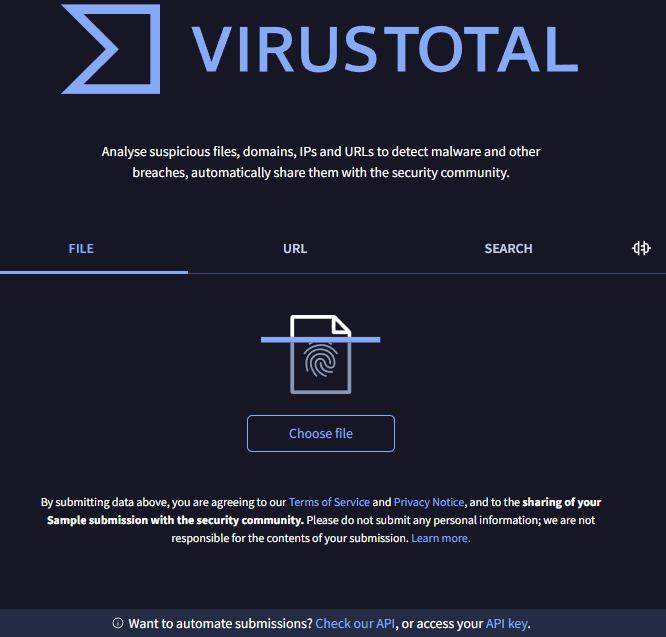 VIRUSTOTAL
Analyse suspicious files, domains, IPs and URLs to detect malware and other
breaches, automatically share them with the security community.
FILE
URL
SEARCH
Choose file
By submitting data above, you are agreeing to our Terms of Service and Privacy Notice, and to the sharing of your
Sample submission with the security community. Please do not submit any personal information; we are not
responsible for the contents of your submission. Learn more.
Want to automate submissions? Check our API, or access your API key.